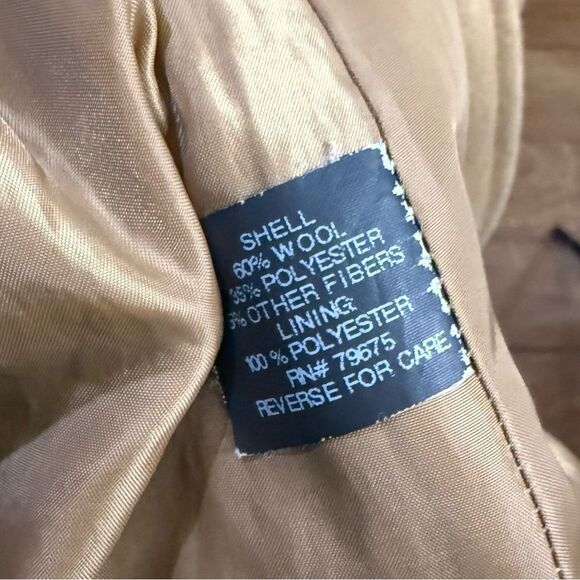 SHELL
60% WOOL
35% POLYESTER
5% OTHER FIBERS
LINING:
100% POLYESTER
RN# 79675
REVERSE FOR CARE